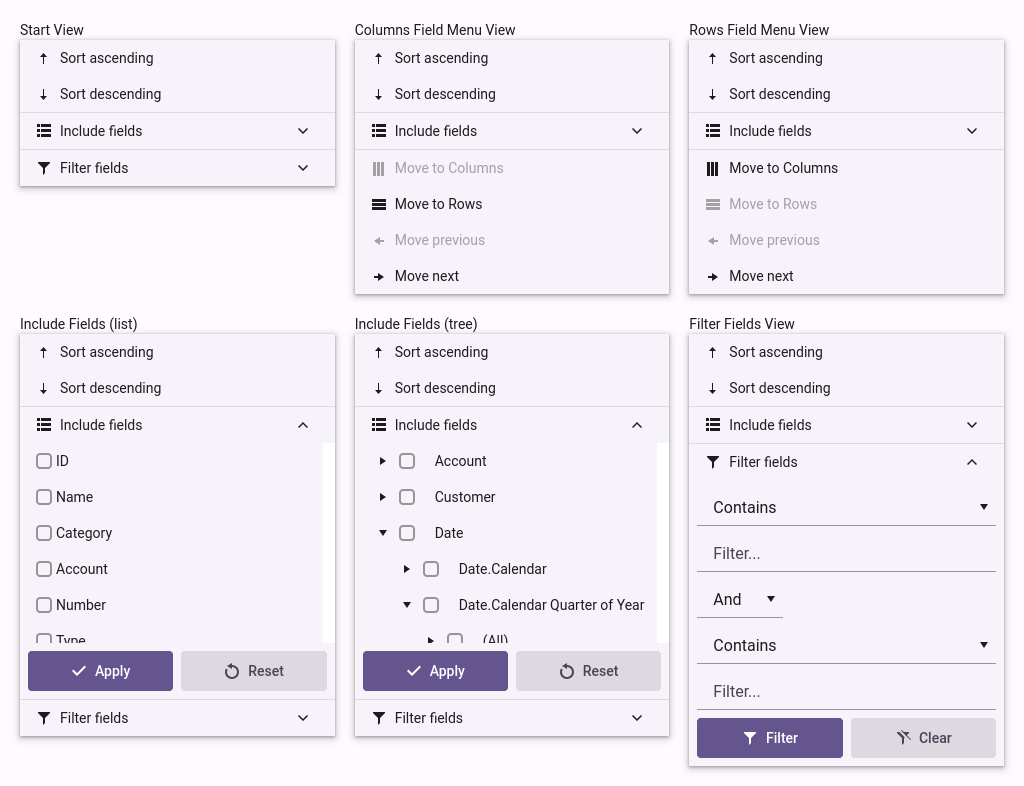 Start View
Sort ascending
Sort descending
Include fields
Filter fields
Columns Field Menu View
Sort ascending
Sort descending
Include fields
Move to Columns
Move to Rows
Move previous
Move next
Rows Field Menu View
Sort ascending
Sort descending
Include fields
Move to Columns
Move to Rows
Move previous
Move next
Include Fields (list)
Sort ascending
Sort descending
Include fields
ID
Name
Category
Account
Number
Type
Apply Reset
Filter fields
Include Fields (tree)
Sort ascending
Sort descending
Include fields
Account
Customer
Date
Date.Calendar
Date.Calendar Quarter of Year
(All)
Apply Reset
Filter fields
Filter Fields View
Sort ascending
Sort descending
Include fields
Filter fields
Contains
Filter...
And
Contains
Filter...
Filter Clear